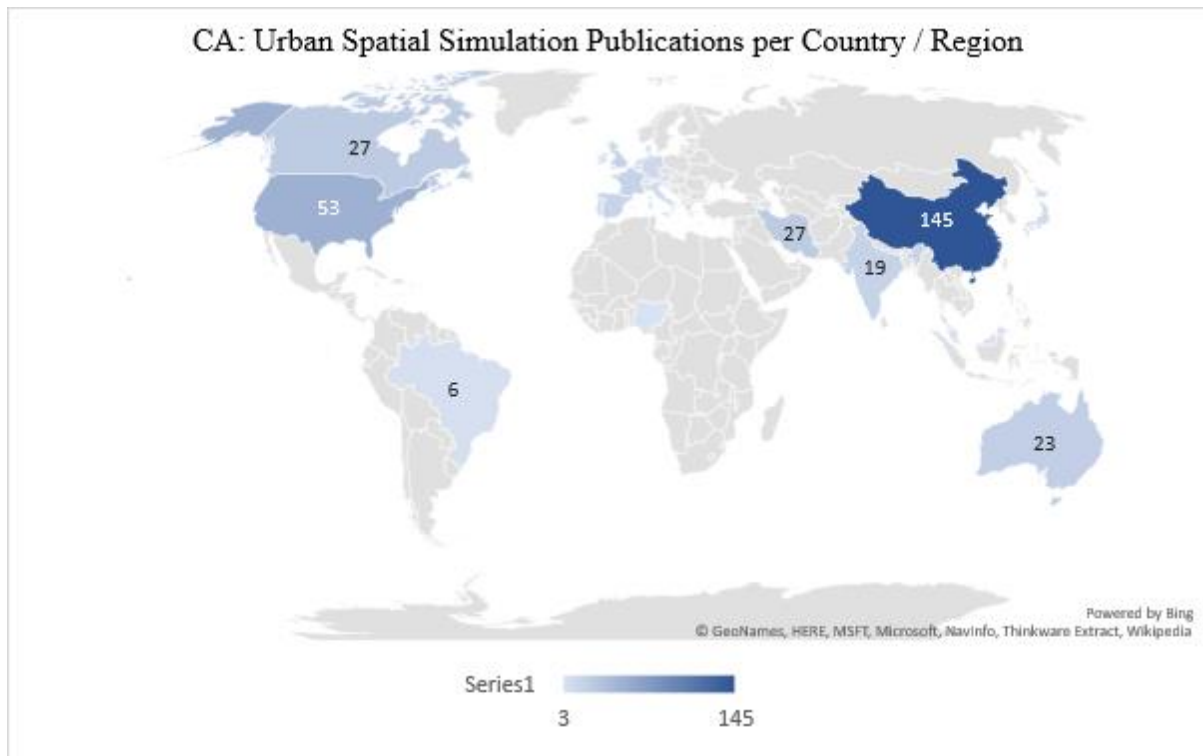 CA: Urban Spatial Simulation Publications per Country / Region
27
53
145
27
19
6
23
Powered by Bing
© GeoNames, HERE, MSFT, Microsoft, NavInfo, Thinkware Extract, Wikipedia
Series1
3 145